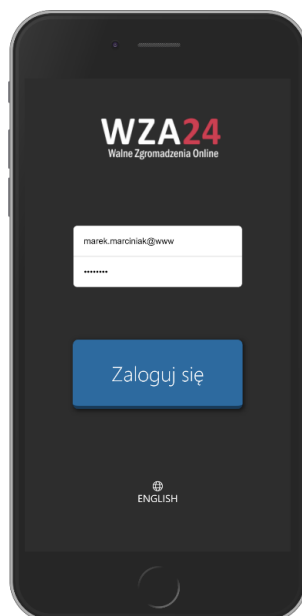 WZA24
Walne Zgromadzenia Online
marek.marciniak@www
••••••••
Zaloguj się
ENGLISH